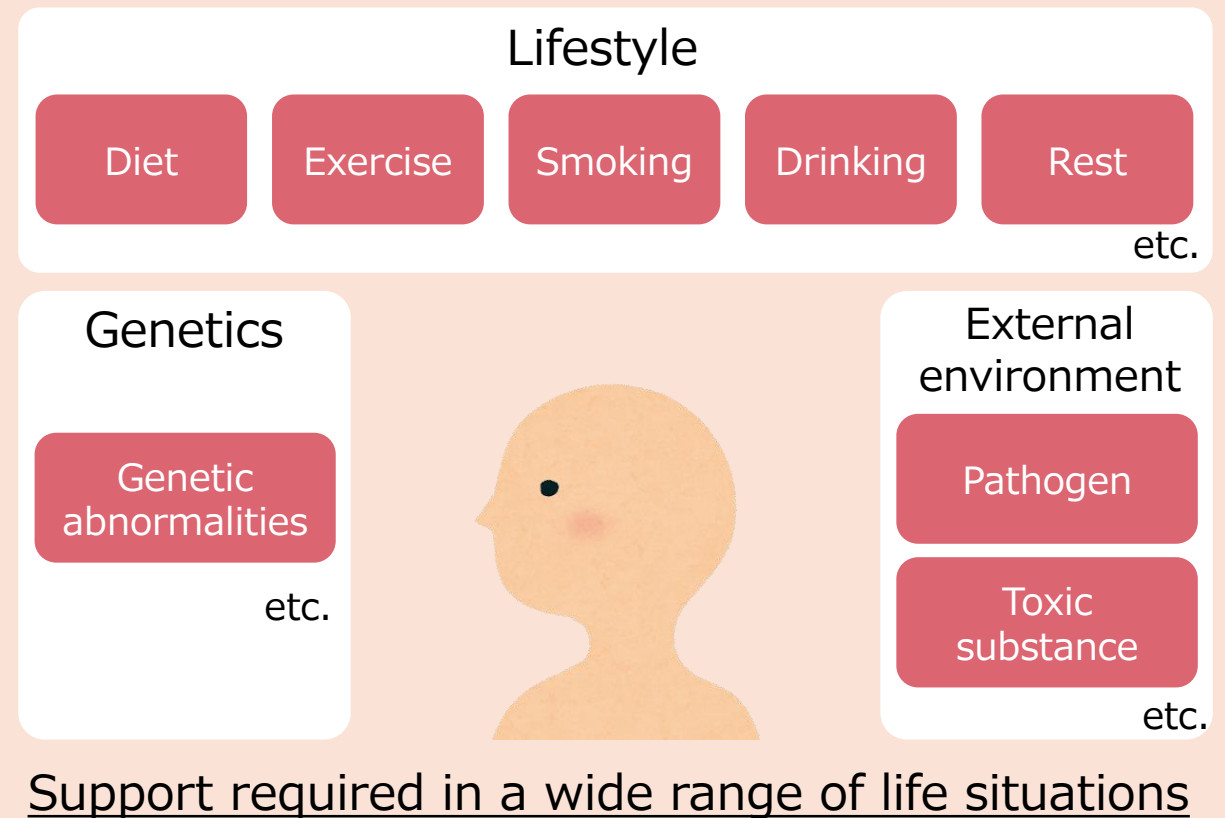 Lifestyle
Diet
Exercise
Smoking
Drinking
Rest
etc.
Genetics
Genetic
abnormalities
etc.
External
environment
Pathogen
Toxic
substance
etc.
Support required in a wide range of life situations